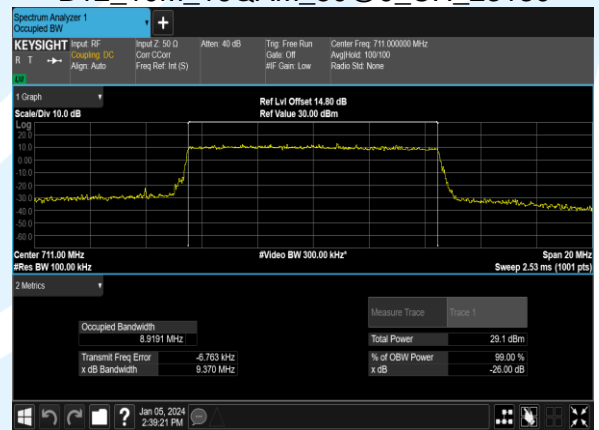 Spectrum Analyzer 1
Occupied BW
KEYSIGHT
R T
Input: RF
Coupling: DC
Align: Auto
Input Z: 50 Ω
Corr CCorr
Freq Ref: Int (S)
Atten: 40 dB
Trig: Free Run
Gate: Off
#IF Gain: Low
Center Freq: 711.000000 MHz
Avg|Hold: 100/100
Radio Std: None
1 Graph
Scale/Div 10.0 dB
Ref Lvl Offset 14.80 dB
Ref Value 30.00 dBm
Log
20.0
10.0
0.00
-10.0
-20.0
-30.0
-40.0
-50.0
-60.0
Center 711.00 MHz
#Res BW 100.00 kHz
#Video BW 300.00 kHz*
Span 20 MHz
Sweep 2.53 ms (1001 pts)
2 Metrics
Measure Trace Trace 1
Occupied Bandwidth
8.9191 MHz
Total Power 29.1 dBm
Transmit Freq Error -6.763 kHz
% of OBW Power 99.00 %
x dB Bandwidth 9.370 MHz
x dB -26.00 dB
Jan 05, 2024
2:39:21 PM